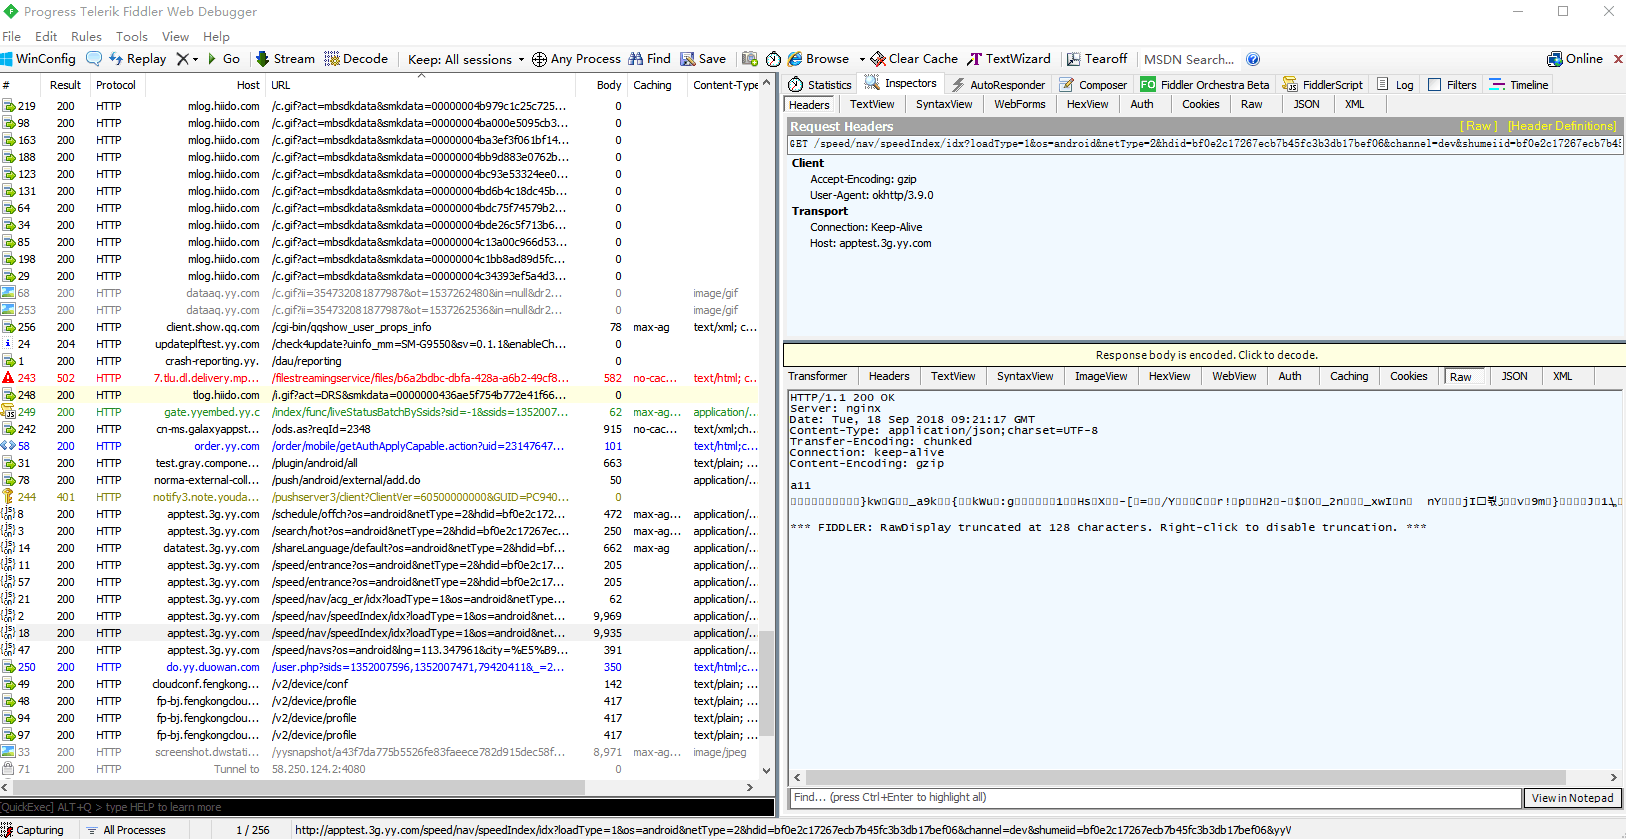 Progress Telerik Fiddler Web Debugger
File Edit Rules Tools View Help
WinConfig Replay Go Stream Decode Keep: All sessions Any Process Find Save Browse Clear Cache TextWizard Tearoff MSDN Search... Online
# Result Protocol Host URL Body Caching Content-Type
219 200 HTTP mlog.hiido.com /c.gif?act=mbsdkdata&smkdata=00000004b979c1c25c725... 0
98 200 HTTP mlog.hiido.com /c.gif?act=mbsdkdata&smkdata=00000004ba000e5095cb3... 0
163 200 HTTP mlog.hiido.com /c.gif?act=mbsdkdata&smkdata=00000004ba3ef3f061bf14... 0
188 200 HTTP mlog.hiido.com /c.gif?act=mbsdkdata&smkdata=00000004bb9d883e0762b... 0
123 200 HTTP mlog.hiido.com /c.gif?act=mbsdkdata&smkdata=00000004bc93e53324ee0... 0
131 200 HTTP mlog.hiido.com /c.gif?act=mbsdkdata&smkdata=00000004bd6b4c18dc45b... 0
64 200 HTTP mlog.hiido.com /c.gif?act=mbsdkdata&smkdata=00000004bdc75f74579b2... 0
34 200 HTTP mlog.hiido.com /c.gif?act=mbsdkdata&smkdata=00000004bde26c5f713b6... 0
85 200 HTTP mlog.hiido.com /c.gif?act=mbsdkdata&smkdata=00000004c13a00c966d53... 0
198 200 HTTP mlog.hiido.com /c.gif?act=mbsdkdata&smkdata=00000004c1bb8ad89d5fc... 0
29 200 HTTP mlog.hiido.com /c.gif?act=mbsdkdata&smkdata=00000004c34393ef5a4d3... 0
68 200 HTTP dataaq.yy.com /c.gif?ii=354732081877987&ot=1537262480&in=null&dr2... 0 image/gif
253 200 HTTP dataaq.yy.com /c.gif?ii=354732081877987&ot=1537262536&in=null&dr2... 0 image/gif
256 200 HTTP client.show.qq.com /cgi-bin/qqshow_user_props_info 78 max-ag text/xml; c...
24 204 HTTP updateplftest.yy.com /check4update?uinfo_mm=SM-G9550&sv=0.1.1&enableCh... 0
1 200 HTTP crash-reporting.yy. /dau/reporting 0
243 502 HTTP 7.tlu.dl.delivery.mp... /filestreamingservice/files/b6a2bdbc-dbfa-428a-a6b2-49cf8... 582 no-cac... text/html; c...
248 200 HTTP tlog.hiido.com /i.gif?act=DRS&smkdata=0000000436ae5f754b772e41f66... 0
249 200 HTTP gate.yyembed.yy.c /index/func/liveStatusBatchBySsids?sid=-1&ssids=1352007... 62 max-ag... application/...
242 200 HTTP cn-ms.galaxyappst... /ods.as?reqId=2348 915 no-cac... text/xml;ch...
58 200 HTTP order.yy.com /order/mobile/getAuthApplyCapable.action?uid=23147647... 101 text/html;c...
31 200 HTTP test.gray.compone... /plugin/android/all 663 text/plain; ...
78 200 HTTP norma-external-coll... /push/android/external/add.do 50 application/...
244 401 HTTP notify3.note.youda... /pushserver3/client?ClientVer=60500000000&GUID=PC940... 0
8 200 HTTP apptest.3g.yy.com /schedule/offch?os=android&netType=2&hdid=bf0e2c172... 472 max-ag... application/...
3 200 HTTP apptest.3g.yy.com /search/hot?os=android&netType=2&hdid=bf0e2c17267ec... 250 max-ag... application/...
14 200 HTTP datatest.3g.yy.com /shareLanguage/default?os=android&netType=2&hdid=bf... 662 max-ag application/...
11 200 HTTP apptest.3g.yy.com /speed/entrance?os=android&netType=2&hdid=bf0e2c17... 205 application/...
57 200 HTTP apptest.3g.yy.com /speed/entrance?os=android&netType=2&hdid=bf0e2c17... 205 application/...
21 200 HTTP apptest.3g.yy.com /speed/nav/acg_er/idx?loadType=1&os=android&netType... 62 application/...
2 200 HTTP apptest.3g.yy.com /speed/nav/speedIndex/idx?loadType=1&os=android&net... 9,969 application/...
18 200 HTTP apptest.3g.yy.com /speed/nav/speedIndex/idx?loadType=1&os=android&net... 9,935 application/...
47 200 HTTP apptest.3g.yy.com /speed/navs?os=android&lng=113.347961&city=%E5%B9... 391 application/...
250 200 HTTP do.yy.duowan.com /user.php?sids=1352007596,1352007471,79420411&_=2... 350 text/html;c...
49 200 HTTP cloudconf.fengkong... /v2/device/conf 142 text/plain; ...
48 200 HTTP fp-bj.fengkongclou... /v2/device/profile 417 text/plain; ...
94 200 HTTP fp-bj.fengkongclou... /v2/device/profile 417 text/plain; ...
97 200 HTTP fp-bj.fengkongclou... /v2/device/profile 417 text/plain; ...
33 200 HTTP screenshot.dwstati... /yysnapshot/a43f7da775b5526fe83faeece782d915dec58f... 8,971 max-ag... image/jpeg
71 200 HTTP Tunnel to 58.250.124.2:4080 0
[QuickExec] ALT+Q > type HELP to learn more
Statistics Inspectors AutoResponder Composer FO Fiddler Orchestra Beta FiddlerScript Log Filters Timeline
Headers TextView SyntaxView WebForms HexView Auth Cookies Raw JSON XML
Request Headers [ Raw ] [Header Definitions]
GET /speed/nav/speedIndex/idx?loadType=1&os=android&netType=2&hdid=bf0e2c17267ecb7b45fc3b3db17bef06&channel=dev&shumeiid=bf0e2c17267ecb7b45
Client
Accept-Encoding: gzip
User-Agent: okhttp/3.9.0
Transport
Connection: Keep-Alive
Host: apptest.3g.yy.com
Response body is encoded. Click to decode.
Transformer Headers TextView SyntaxView ImageView HexView WebView Auth Caching Cookies Raw JSON XML
HTTP/1.1 200 OK
Server: nginx
Date: Tue, 18 Sep 2018 09:21:17 GMT
Content-Type: application/json;charset=UTF-8
Transfer-Encoding: chunked
Connection: keep-alive
Content-Encoding: gzip
a11
*** FIDDLER: RawDisplay truncated at 128 characters. Right-click to disable truncation. ***
Find... (press Ctrl+Enter to highlight all) View in Notepad
Capturing All Processes 1 / 256 http://apptest.3g.yy.com/speed/nav/speedIndex/idx?loadType=1&os=android&netType=2&hdid=bf0e2c17267ecb7b45fc3b3db17bef06&channel=dev&shumeiid=bf0e2c17267ecb7b45fc3b3db17bef06&yyV